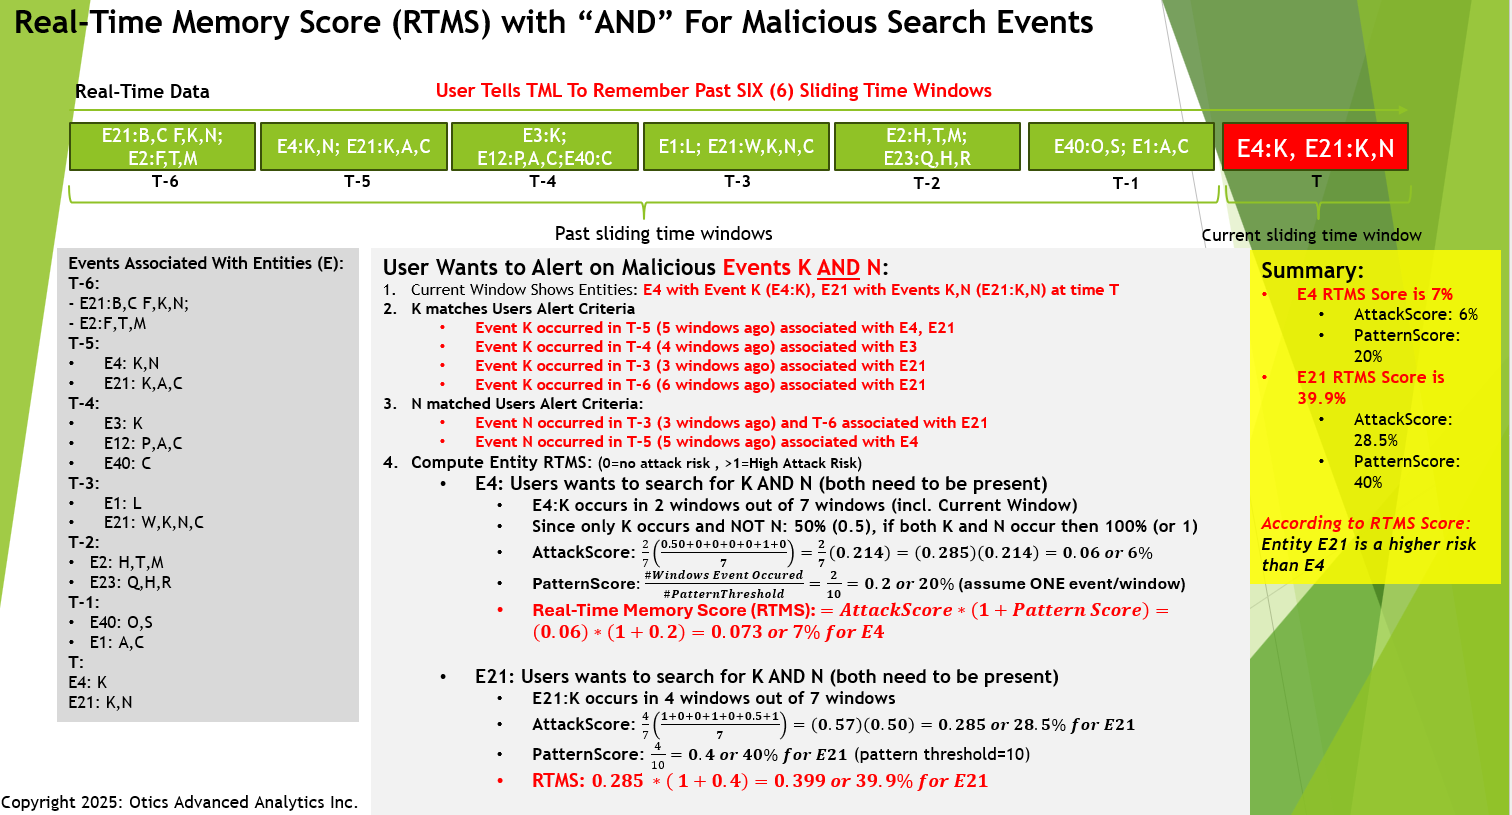 Real-Time Memory Score (RTMS) with “AND” For Malicious Search Events
Real-Time Data
User Tells TML To Remember Past SIX (6) Sliding Time Windows
E21:B,C F,K,N;
E2:F,T,M
E4:K,N; E21:K,A,C
E3:K;
E12:P,A,C;E40:C
E1:L; E21:W,K,N,C
E2:H,T,M;
E23:Q,H,R
E40:O,S; E1:A,C
E4:K, E21:K,N
T-6
T-5
T-4
T-3
T-2
T-1
T
Past sliding time windows
Current sliding time window
Events Associated With Entities (E):
T-6:
- E21:B,C F,K,N;
- E2:F,T,M
T-5:
• E4: K,N
• E21: K,A,C
T-4:
• E3: K
• E12: P,A,C
• E40: C
T-3:
• E1: L
• E21: W,K,N,C
T-2:
• E2: H,T,M
• E23: Q,H,R
T-1:
• E40: O,S
• E1: A,C
T:
E4: K
E21: K,N
User Wants to Alert on Malicious Events K AND N:
1. Current Window Shows Entities: E4 with Event K (E4:K), E21 with Events K,N (E21:K,N) at time T
2. K matches Users Alert Criteria
• Event K occurred in T-5 (5 windows ago) associated with E4, E21
• Event K occurred in T-4 (4 windows ago) associated with E3
• Event K occurred in T-3 (3 windows ago) associated with E21
• Event K occurred in T-6 (6 windows ago) associated with E21
3. N matched Users Alert Criteria:
• Event N occurred in T-3 (3 windows ago) and T-6 associated with E21
• Event N occurred in T-5 (5 windows ago) associated with E4
4. Compute Entity RTMS: (0=no attack risk , >1=High Attack Risk)
• E4: Users wants to search for K AND N (both need to be present)
• E4:K occurs in 2 windows out of 7 windows (incl. Current Window)
• Since only K occurs and NOT N: 50% (0.5), if both K and N occur then 100% (or 1)
• AttackScore: 2/7 ((0.50+0+0+0+0+1+0)/7) = 2/7 (0.214) = (0.285)(0.214) = 0.06 or 6%
• PatternScore: #Windows Event Occured/#PatternThreshold = 2/10 = 0.2 or 20% (assume ONE event/window)
• Real-Time Memory Score (RTMS): = AttackScore * (1 + Pattern Score) =
(0.06) * (1 + 0.2) = 0.073 or 7% for E4
• E21: Users wants to search for K AND N (both need to be present)
• E21:K occurs in 4 windows out of 7 windows
• AttackScore: 4/7 ((1+0+0+1+0+0.5+1)/7) = (0.57)(0.50) = 0.285 or 28.5% for E21
• PatternScore: 4/10 = 0.4 or 40% for E21 (pattern threshold=10)
• RTMS: 0.285 * ( 1 + 0.4) = 0.399 or 39.9% for E21
Summary:
• E4 RTMS Sore is 7%
• AttackScore: 6%
• PatternScore:
20%
• E21 RTMS Score is
39.9%
• AttackScore:
28.5%
• PatternScore:
40%
According to RTMS Score:
Entity E21 is a higher risk
than E4
Copyright 2025: Otics Advanced Analytics Inc.